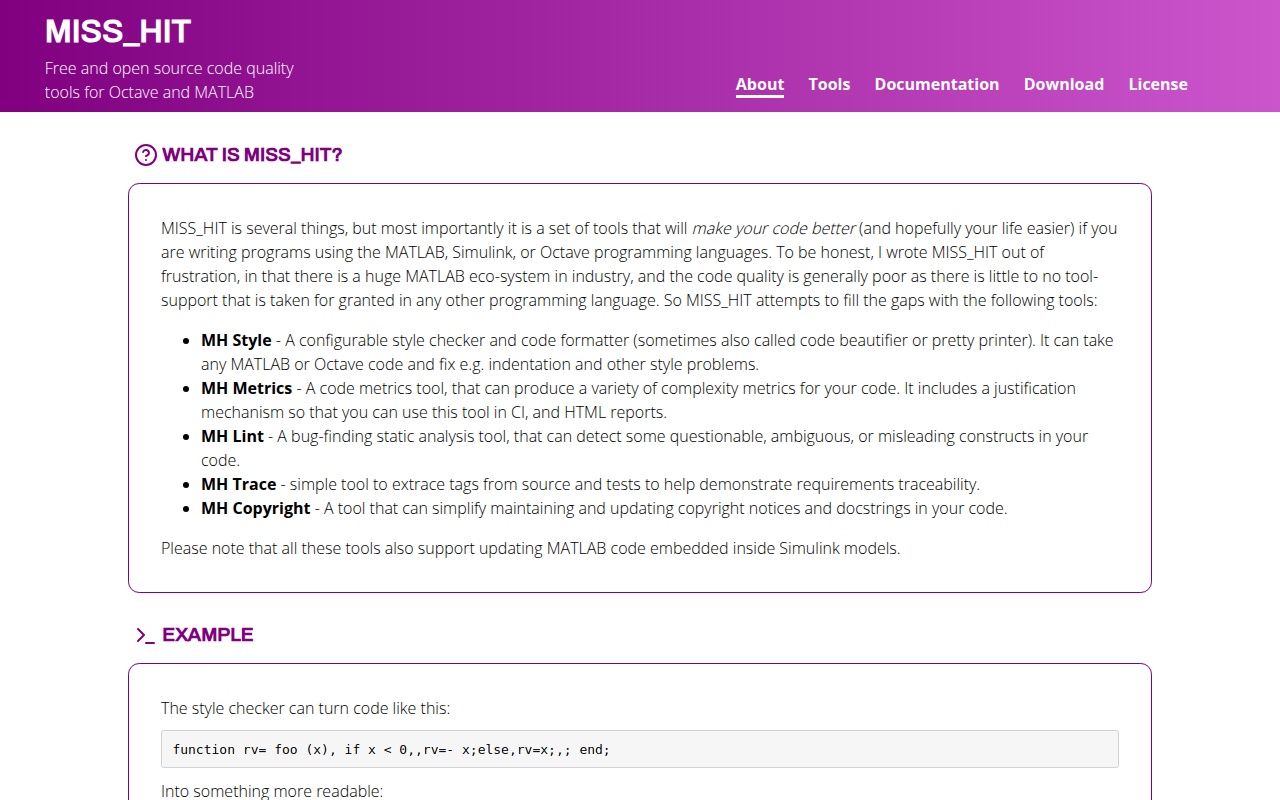 MISS_HIT
Free and open source code quality
tools for Octave and MATLAB
About Tools Documentation Download License
WHAT IS MISS_HIT?
MISS_HIT is several things, but most importantly it is a set of tools that will make your code better (and hopefully your life easier) if you
are writing programs using the MATLAB, Simulink, or Octave programming languages. To be honest, I wrote MISS_HIT out of
frustration, in that there is a huge MATLAB eco-system in industry, and the code quality is generally poor as there is little to no tool-
support that is taken for granted in any other programming language. So MISS_HIT attempts to fill the gaps with the following tools:
• MH Style - A configurable style checker and code formatter (sometimes also called code beautifier or pretty printer). It can take
any MATLAB or Octave code and fix e.g. indentation and other style problems.
• MH Metrics - A code metrics tool, that can produce a variety of complexity metrics for your code. It includes a justification
mechanism so that you can use this tool in CI, and HTML reports.
• MH Lint - A bug-finding static analysis tool, that can detect some questionable, ambiguous, or misleading constructs in your
code.
• MH Trace - simple tool to extrace tags from source and tests to help demonstrate requirements traceability.
• MH Copyright - A tool that can simplify maintaining and updating copyright notices and docstrings in your code.
Please note that all these tools also support updating MATLAB code embedded inside Simulink models.
EXAMPLE
The style checker can turn code like this:
function rv= foo (x), if x < 0,,rv=- x;else,rv=x;,; end;
Into something more readable: